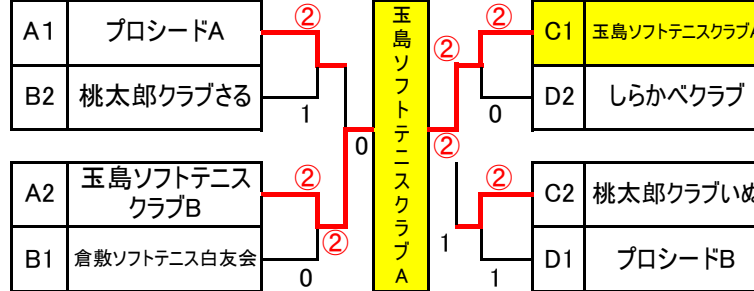 A1 プロシードA ②
B2 桃太郎クラブさる 1
A2 玉島ソフトテニス
クラブB ②
B1 倉敷ソフトテニス白友会 0
②
0
玉島ソフトテニスクラブA
②
②
1
② C1 玉島ソフトテニスクラブA
0 D2 しらかべクラブ
② C2 桃太郎クラブいぬ
1 D1 プロシードB